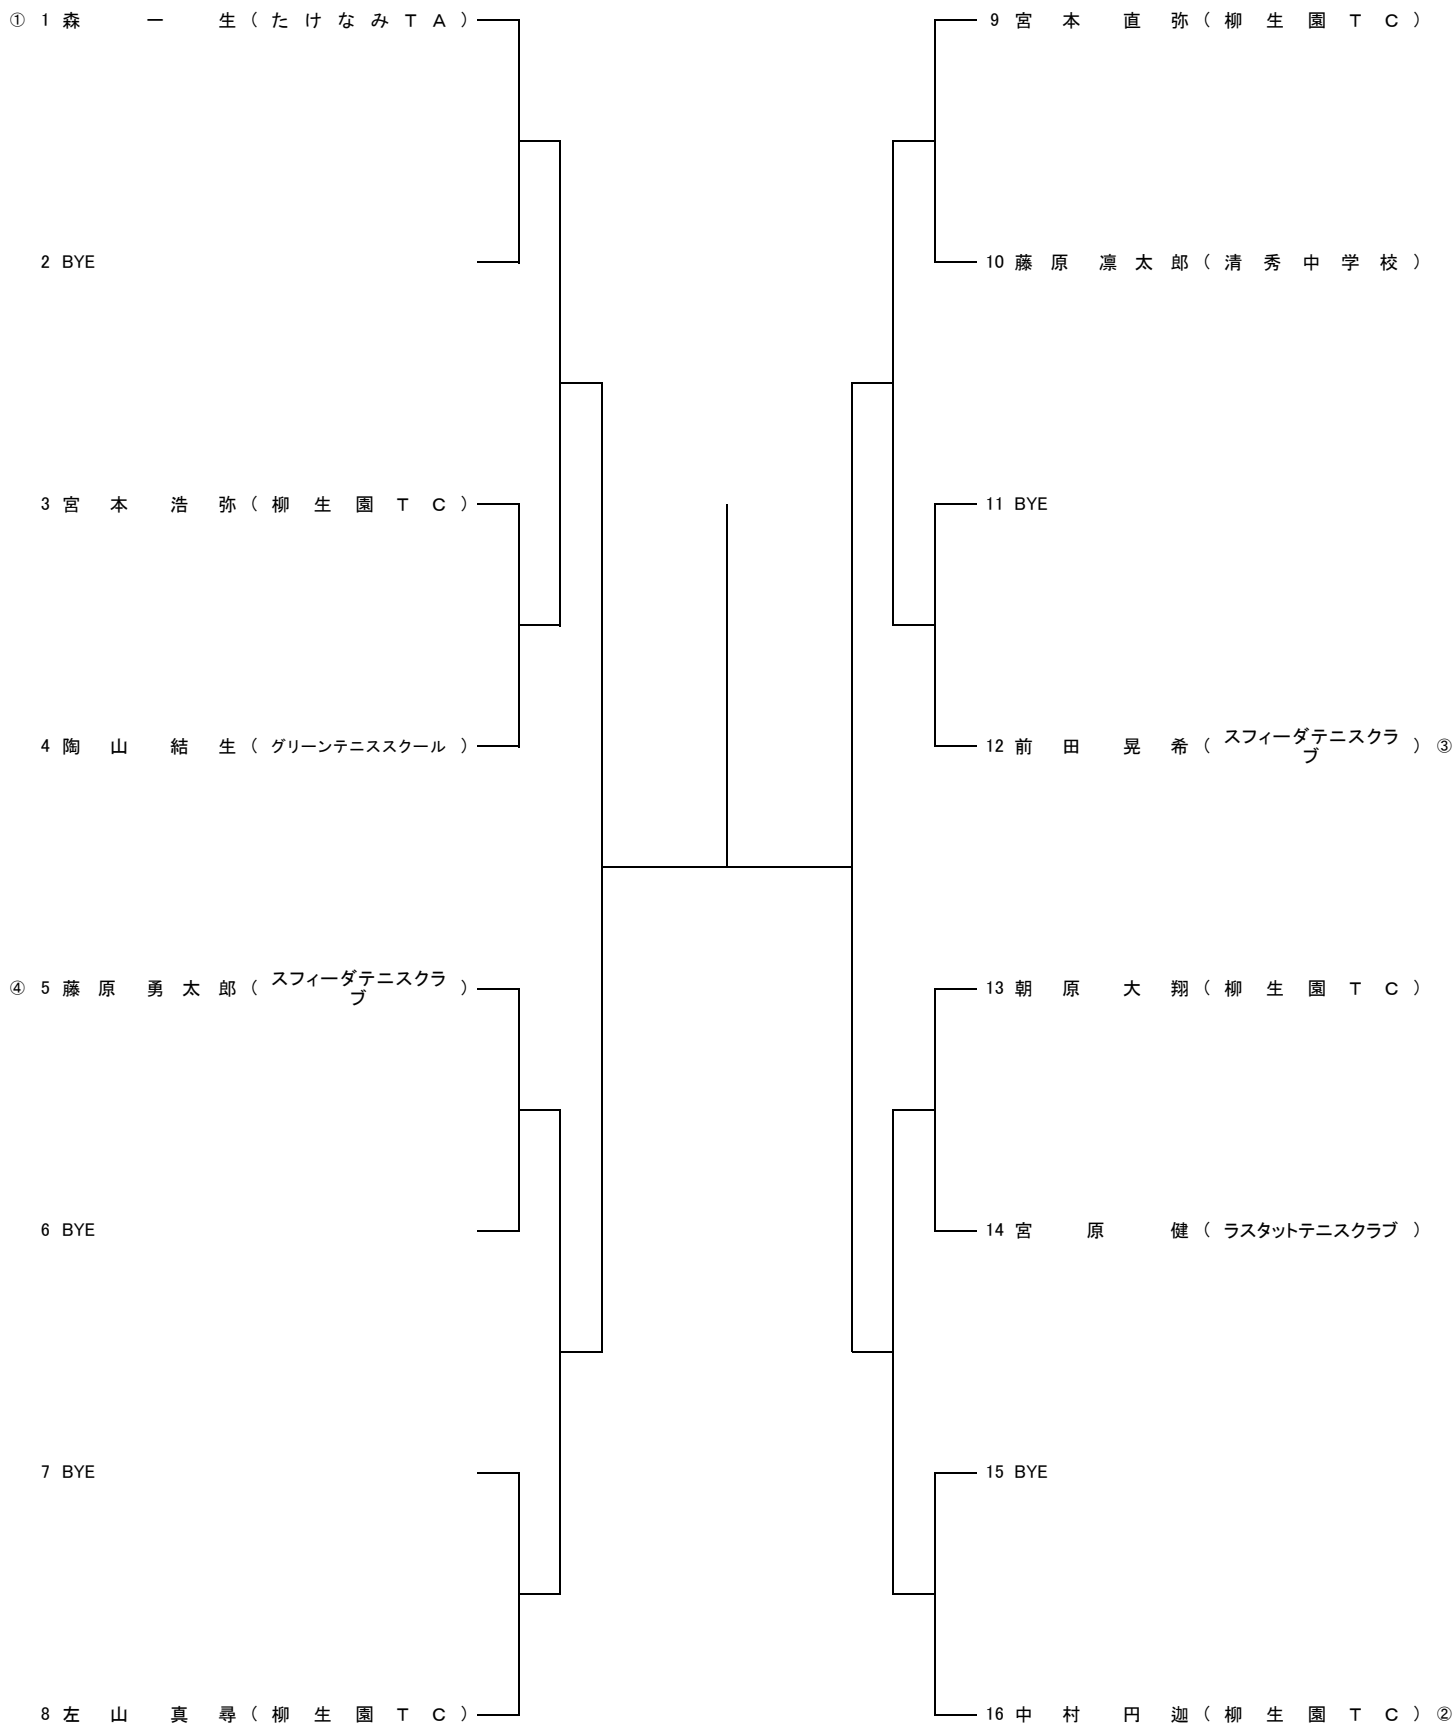 ① 1 森 一 生 ( たけなみTA )
2 BYE
3 宮 本 浩 弥 ( 柳 生 園 T C )
4 陶 山 結 生 ( グリーンテニススクール )
④ 5 藤 原 勇 太 郎 ( スフィーダテニスクラ
ブ )
6 BYE
7 BYE
8 左 山 真 尋 ( 柳 生 園 T C )
9 宮 本 直 弥 ( 柳 生 園 T C )
10 藤 原 凛 太 郎 ( 清 秀 中 学 校 )
11 BYE
12 前 田 晃 希 ( スフィーダテニスクラ
ブ ) ③
13 朝 原 大 翔 ( 柳 生 園 T C )
14 宮 原 健 ( ラスタットテニスクラブ )
15 BYE
16 中 村 円 迦 ( 柳 生 園 T C ) ②